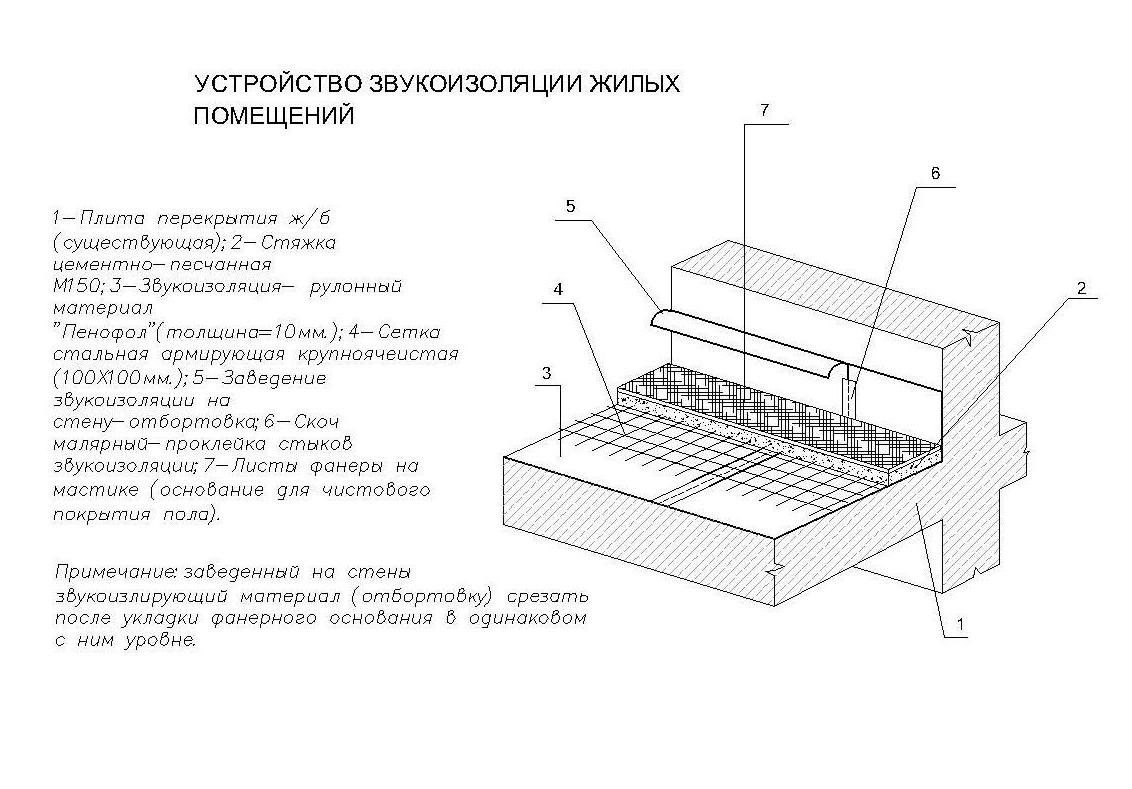 УСТРОЙСТВО ЗВУКОИЗОЛЯЦИИ ЖИЛЫХ
ПОМЕЩЕНИЙ
1–Плита перекрытия ж/б
(существующая); 2–Стяжка
цементно–песчанная
М150; 3–Звукоизоляция– рулонный
материал
"Пенофол"(толщина=10мм.); 4–Сетка
стальная армирующая крупноячеистая
(100Х100мм.); 5–Заведение
звукоизоляции на
стену–отбортовка; 6–Скоч
малярный–проклейка стыков
звукоизоляции; 7–Листы фанеры на
мастике (основание для чистового
покрытия пола).
Примечание: заведенный на стены
звукоизлирующий материал (отбортовку) срезать
после укладки фанерного основания в одинаковом
с ним уровне.
7
6
5
4
2
3
1